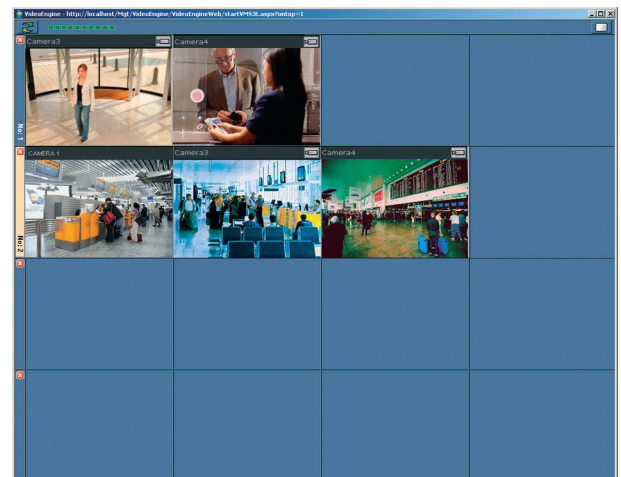 VideoEngine - http://localhost/Mgt/VideoEngine/VideoEngineWeb/startVMS3t.aspx?ontop=1
Camera3
Camera4
No: 1
CAMERA 1
Camera3
Camera4
No: 2